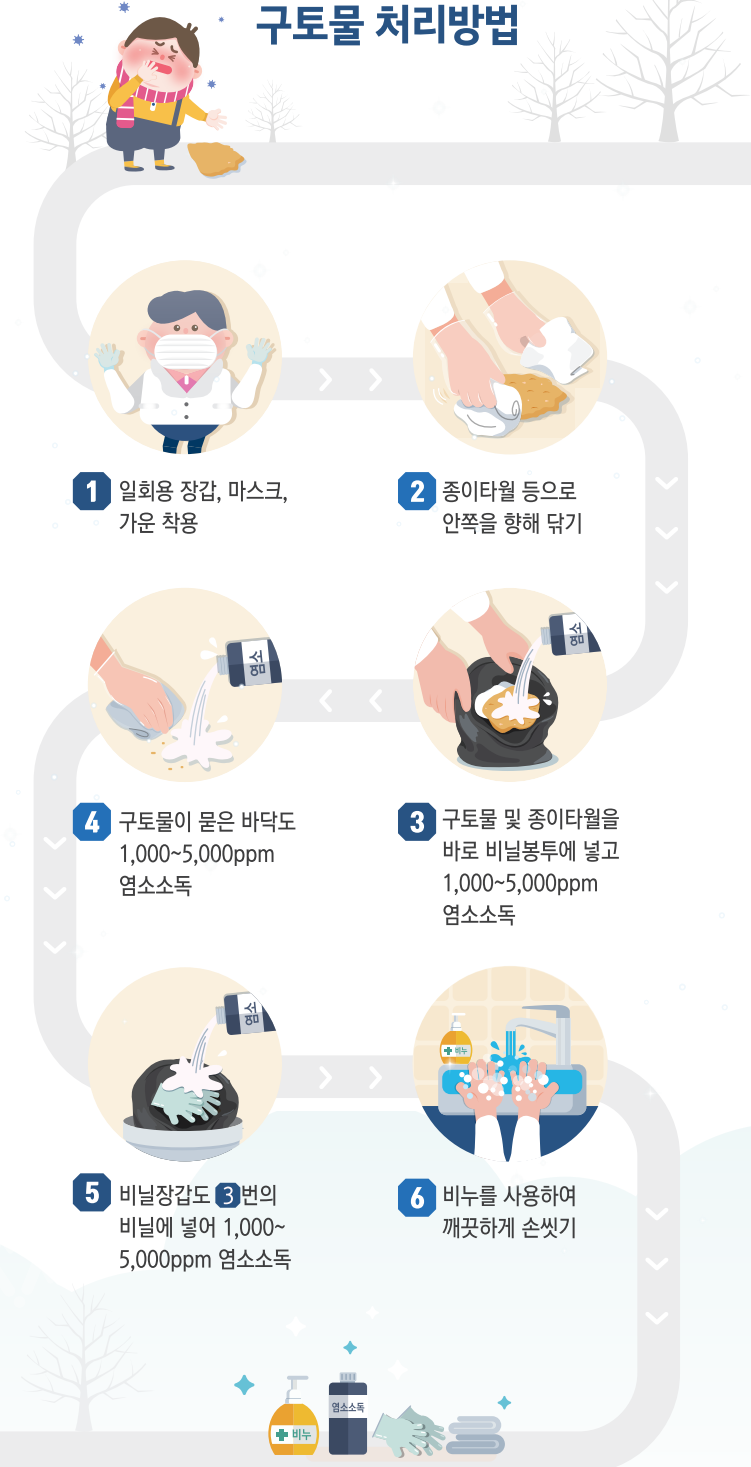 구토물 처리방법
1 일회용 장갑, 마스크,
가운 착용
2 종이타월 등으로
안쪽을 향해 닦기
염소
3 구토물 및 종이타월을
바로 비닐봉투에 넣고
1,000~5,000ppm
염소소독
염소
4 구토물이 묻은 바닥도
1,000~5,000ppm
염소소독
염소
5 비닐장갑도 3번의
비닐에 넣어 1,000~
5,000ppm 염소소독
비누
6 비누를 사용하여
깨끗하게 손씻기
비누
염소소독